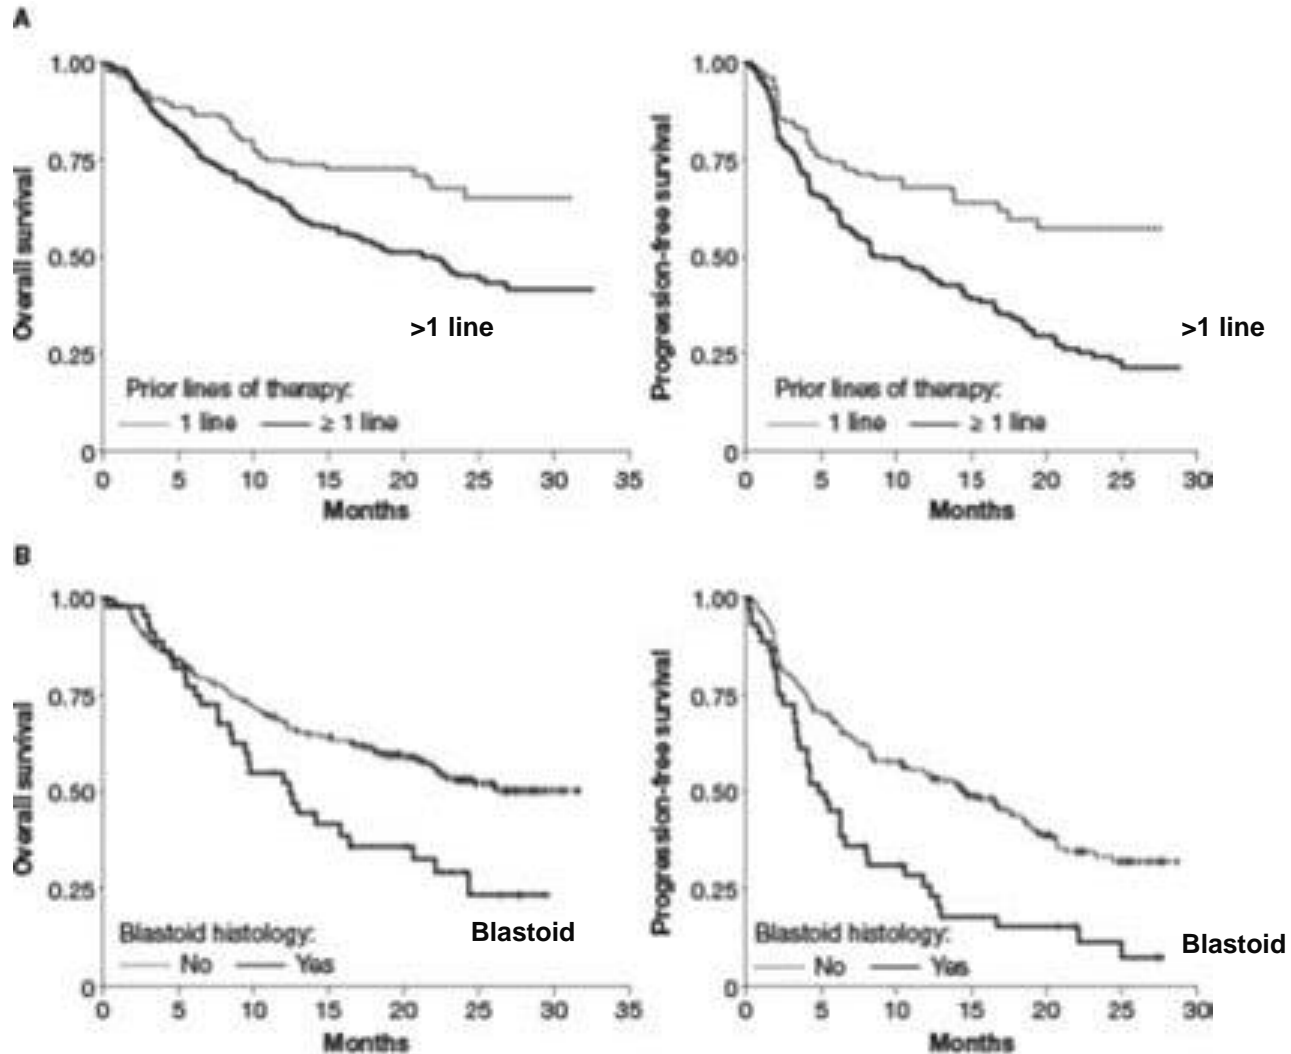 A
Overall survival
1.00
0.75
0.50
0.25
0
>1 line
Prior lines of therapy:
1 line ≥ 1 line
0 5 10 15 20 25 30 35
Months
Progression-free survival
1.00
0.75
0.50
0.25
0
>1 line
Prior lines of therapy:
1 line ≥ 1 line
0 5 10 15 20 25 30
Months
B
Overall survival
1.00
0.75
0.50
0.25
0
Blastoid
Blastoid histology:
No Yes
0 5 10 15 20 25 30 35
Months
Progression-free survival
1.00
0.75
0.50
0.25
0
Blastoid
Blastoid histology:
No Yes
0 5 10 15 20 25 30
Months